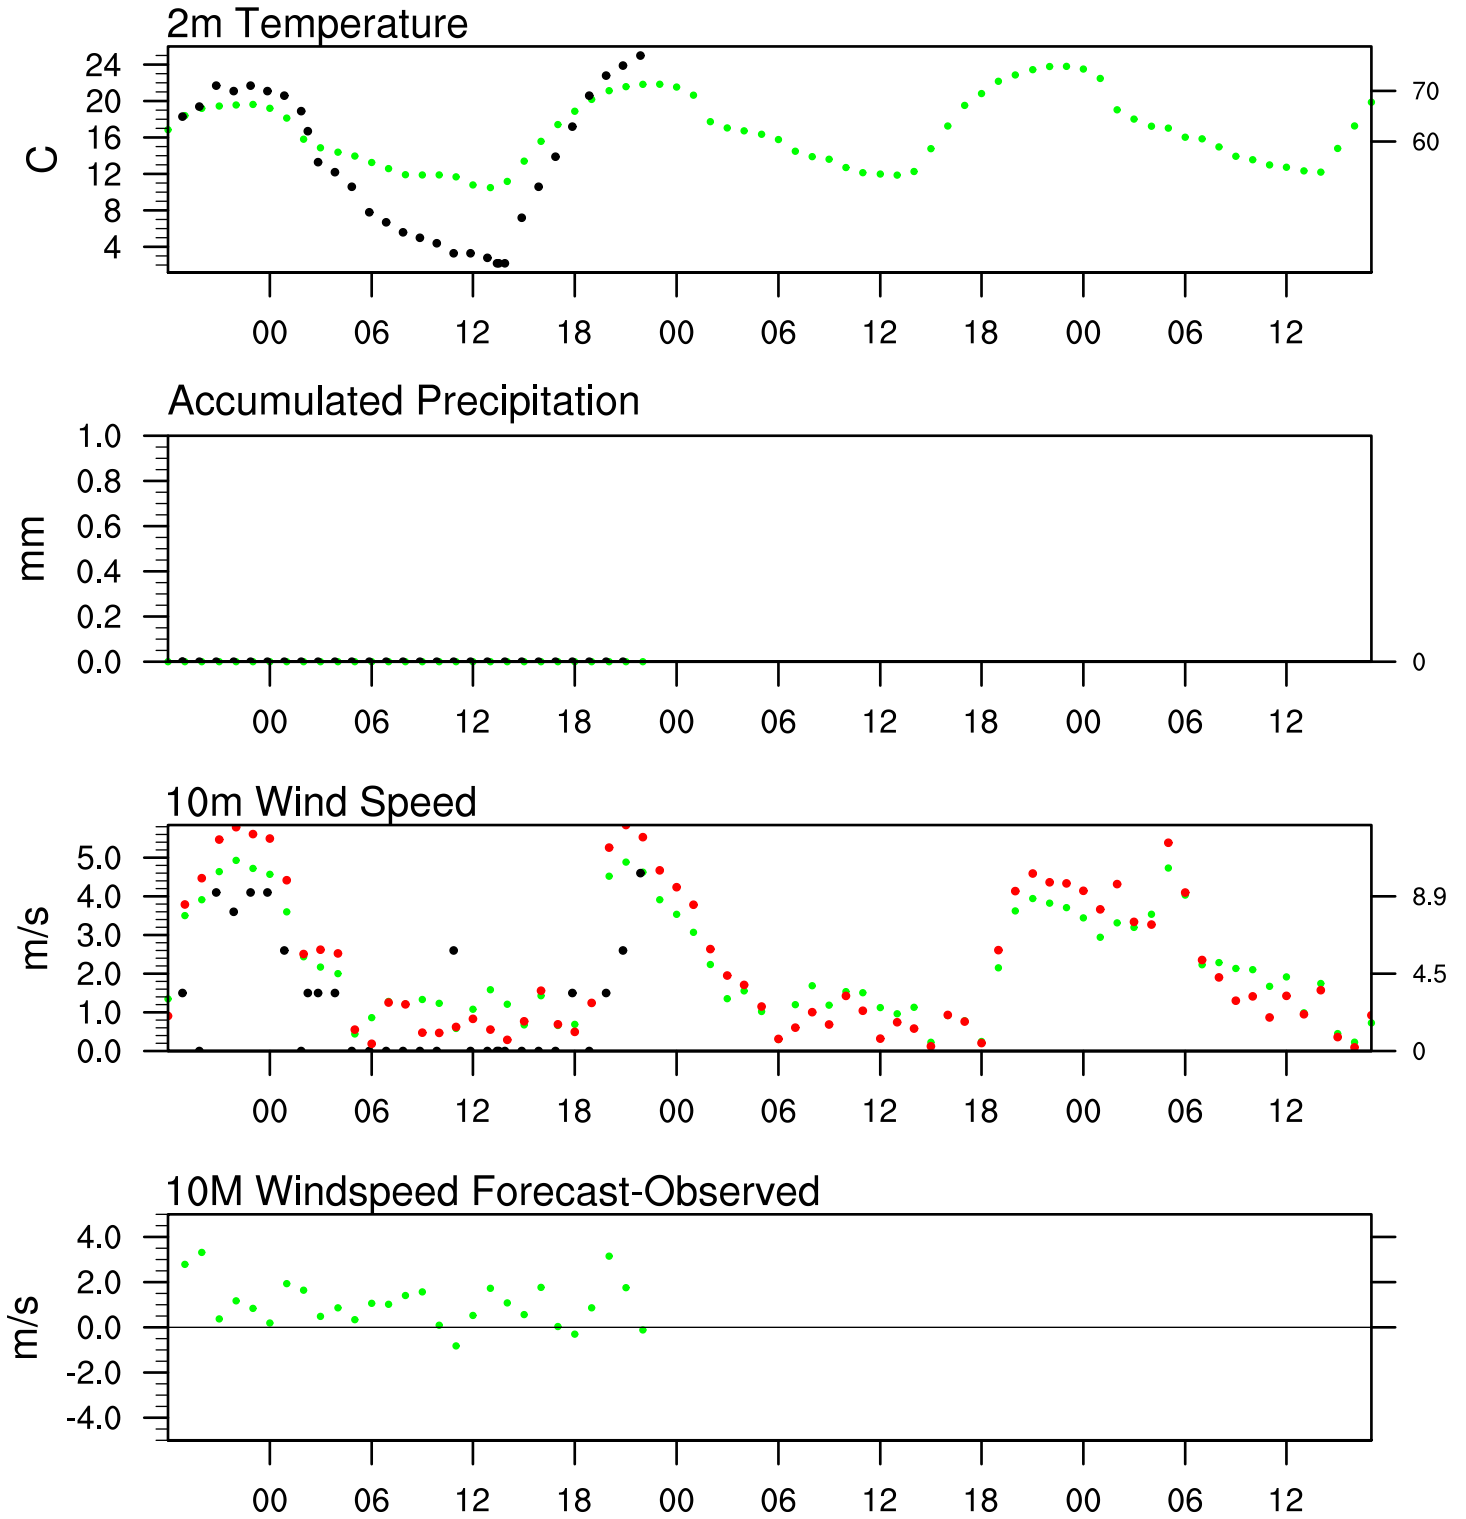 2m Temperature
24
20
16
12
8
4
C
70
60
00 06 12 18 00 06 12 18 00 06 12
Accumulated Precipitation
1.0
0.8
0.6
0.4
0.2
0.0
mm
0
00 06 12 18 00 06 12 18 00 06 12
10m Wind Speed
5.0
4.0
3.0
2.0
1.0
0.0
m/s
8.9
4.5
0
00 06 12 18 00 06 12 18 00 06 12
10M Windspeed Forecast-Observed
4.0
2.0
0.0
-2.0
-4.0
m/s
00 06 12 18 00 06 12 18 00 06 12